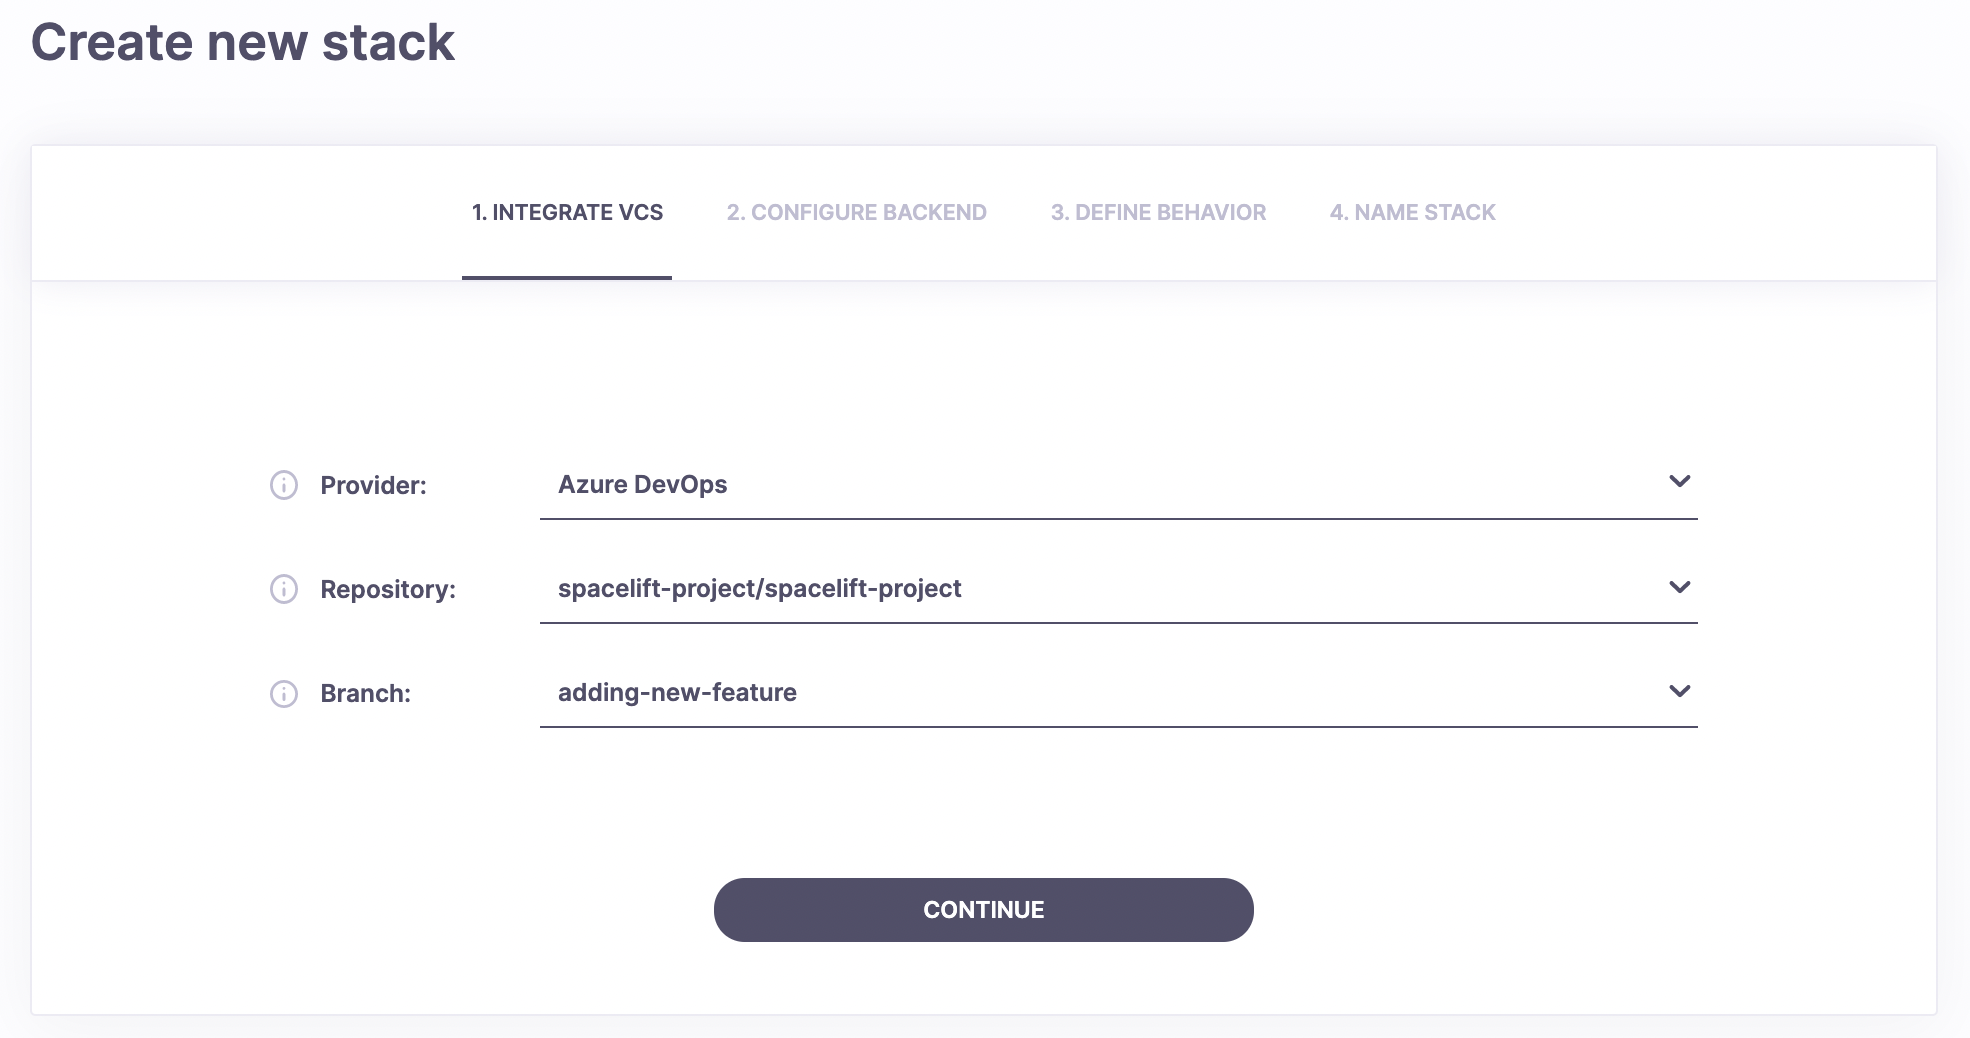 Create new stack
1. INTEGRATE VCS
2. CONFIGURE BACKEND
3. DEFINE BEHAVIOR
4. NAME STACK
Provider: Azure DevOps
Repository: spacelift-project/spacelift-project
Branch: adding-new-feature
CONTINUE